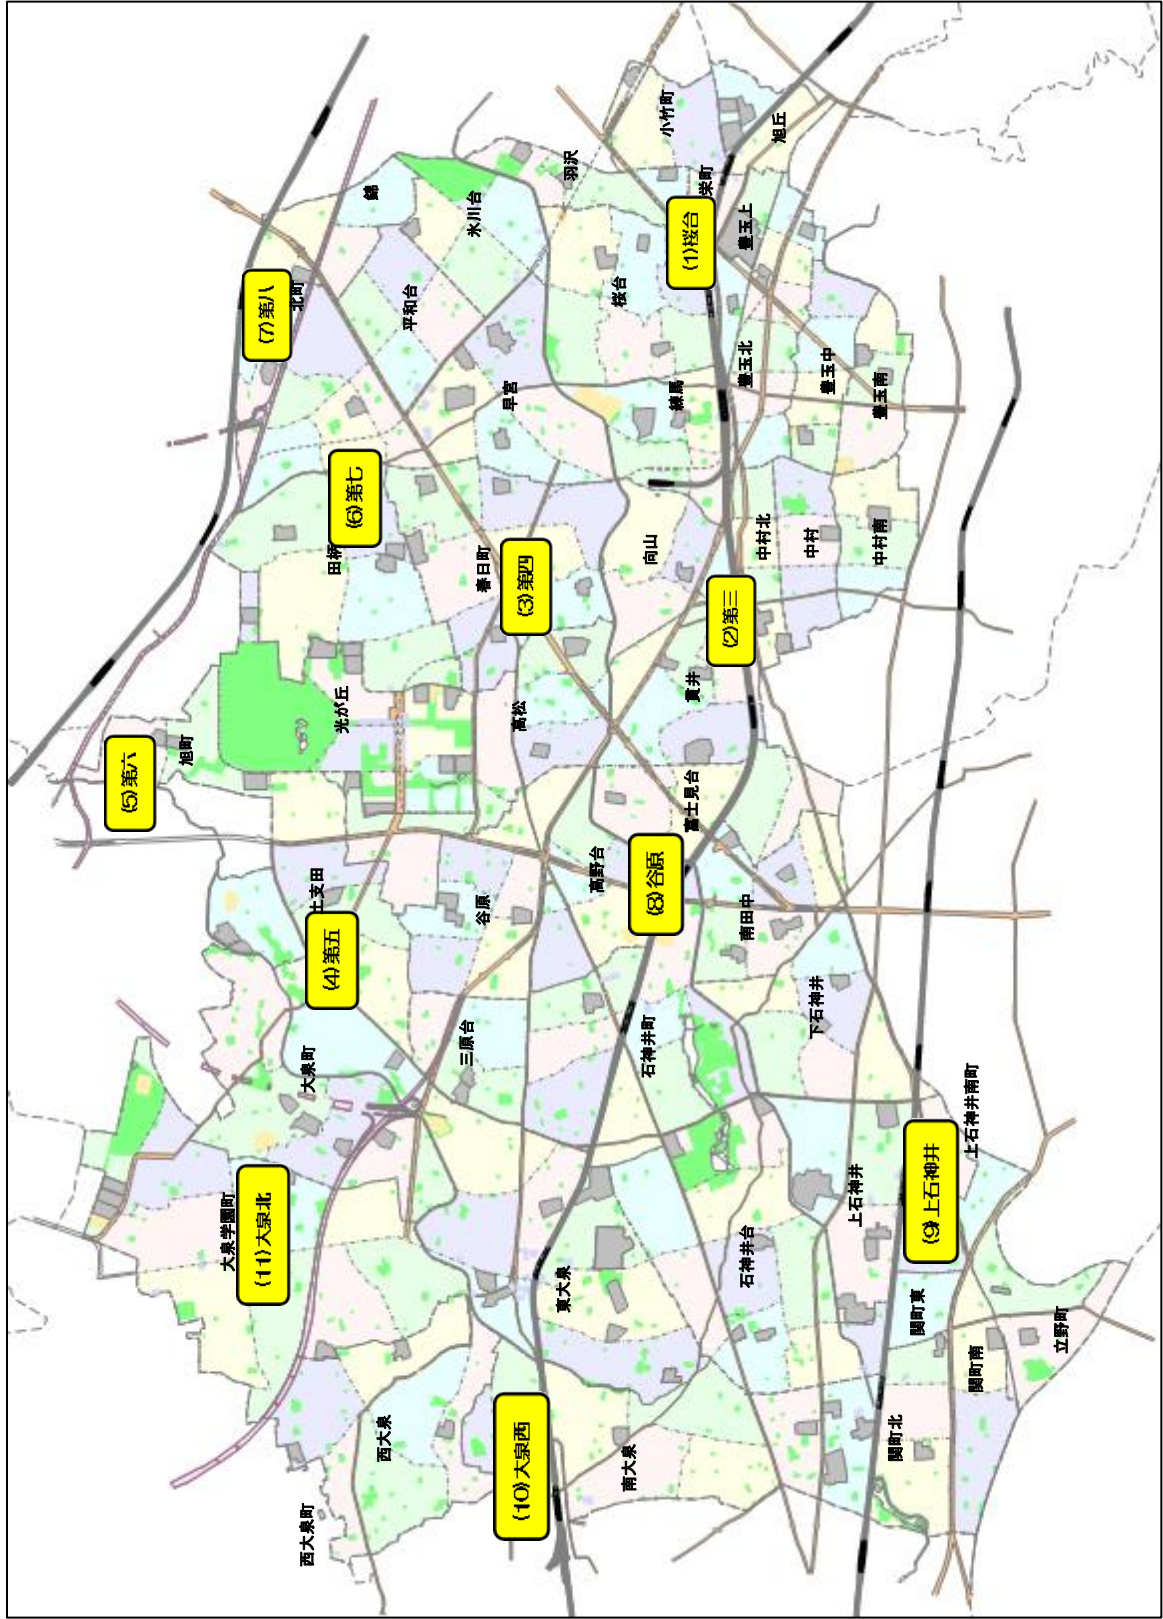 (5)第六
旭町
大泉学園町
(11)大泉北
(7)第八
北町
西大泉町
大泉町
土支田
(4)第五
田柄
光が丘
(6)第七
錦
西大泉
平和台
三原台
氷川台
谷原
春日町
早宮
高松
(10)大泉西
(3)第四
東大泉
羽沢
高野台
桜台
南大泉
石神井町
向山
(8)谷原
小竹町
練馬
(1)桜台
富士見台
貫井
栄町
(2)第三
石神井台
南田中
豊玉北
豊玉上
中村北
旭丘
中村
下石神井
豊玉中
上石神井
中村南
豊玉南
関町北
関町東
(9)上石神井
上石神井南町
関町南
立野町